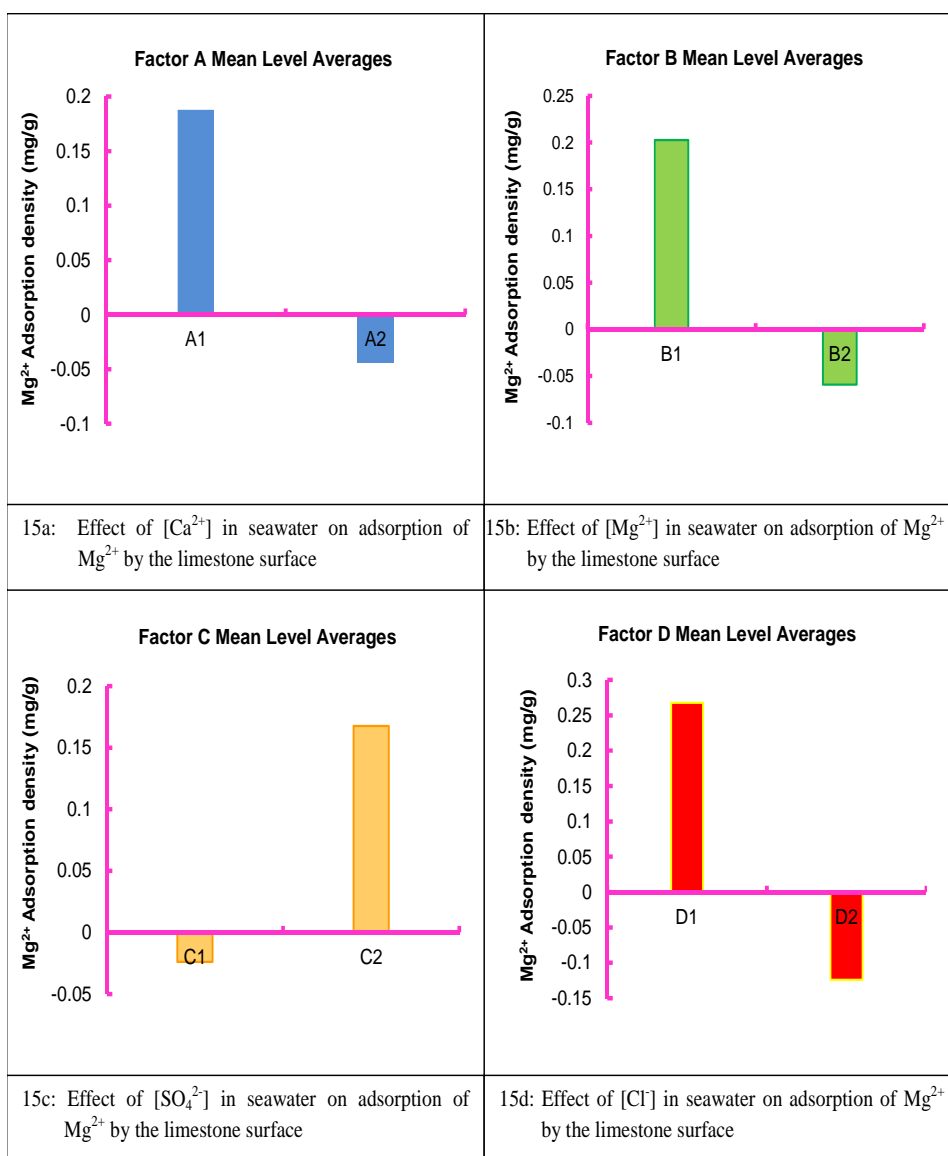 Factor A Mean Level Averages
Mg²⁺ Adsorption density (mg/g)
0.2
0.15
0.1
0.05
0
-0.05
-0.1
A1
A2
Factor B Mean Level Averages
Mg²⁺ Adsorption density (mg/g)
0.25
0.2
0.15
0.1
0.05
0
-0.05
-0.1
B1
B2
15a: Effect of [Ca²⁺] in seawater on adsorption of
Mg²⁺ by the limestone surface
15b: Effect of [Mg²⁺] in seawater on adsorption of Mg²⁺
by the limestone surface
Factor C Mean Level Averages
Mg²⁺ Adsorption density (mg/g)
0.2
0.15
0.1
0.05
0
-0.05
C1
C2
Factor D Mean Level Averages
Mg²⁺ Adsorption density (mg/g)
0.3
0.25
0.2
0.15
0.1
0.05
0
-0.05
-0.1
-0.15
D1
D2
15c: Effect of [SO₄²⁻] in seawater on adsorption of
Mg²⁺ by the limestone surface
15d: Effect of [Cl⁻] in seawater on adsorption of Mg²⁺
by the limestone surface